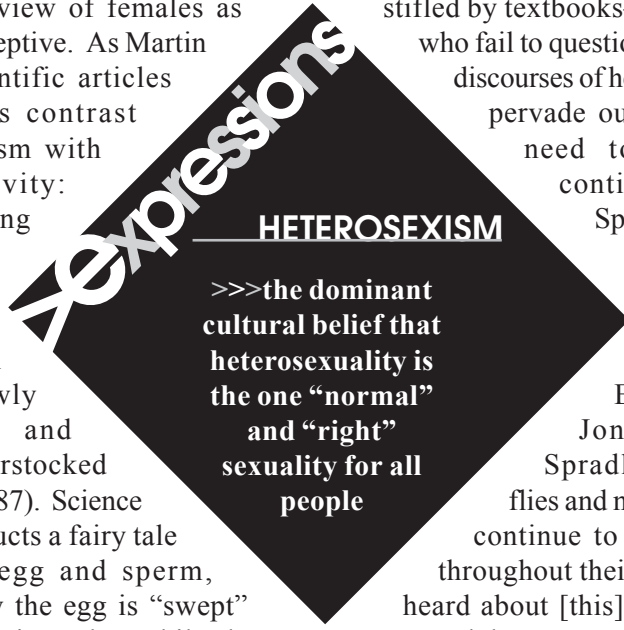 view of females as
ceptive. As Martin
ntific articles
s contrast
sm with
vity:
ng
wly
and
rstocked
87). Science
ucts a fairy tale
egg and sperm,
the egg is “swept”
>expressions
HETEROSEXISM
>>>the dominant
cultural belief that
heterosexuality is
the one “normal”
and “right”
sexuality for all
people
stifled by textbooks
who fail to questio
discourses of he
pervade ou
need to
conti
Sp
E
Jon
Spradl
flies and m
continue to
throughout thei
heard about [this]